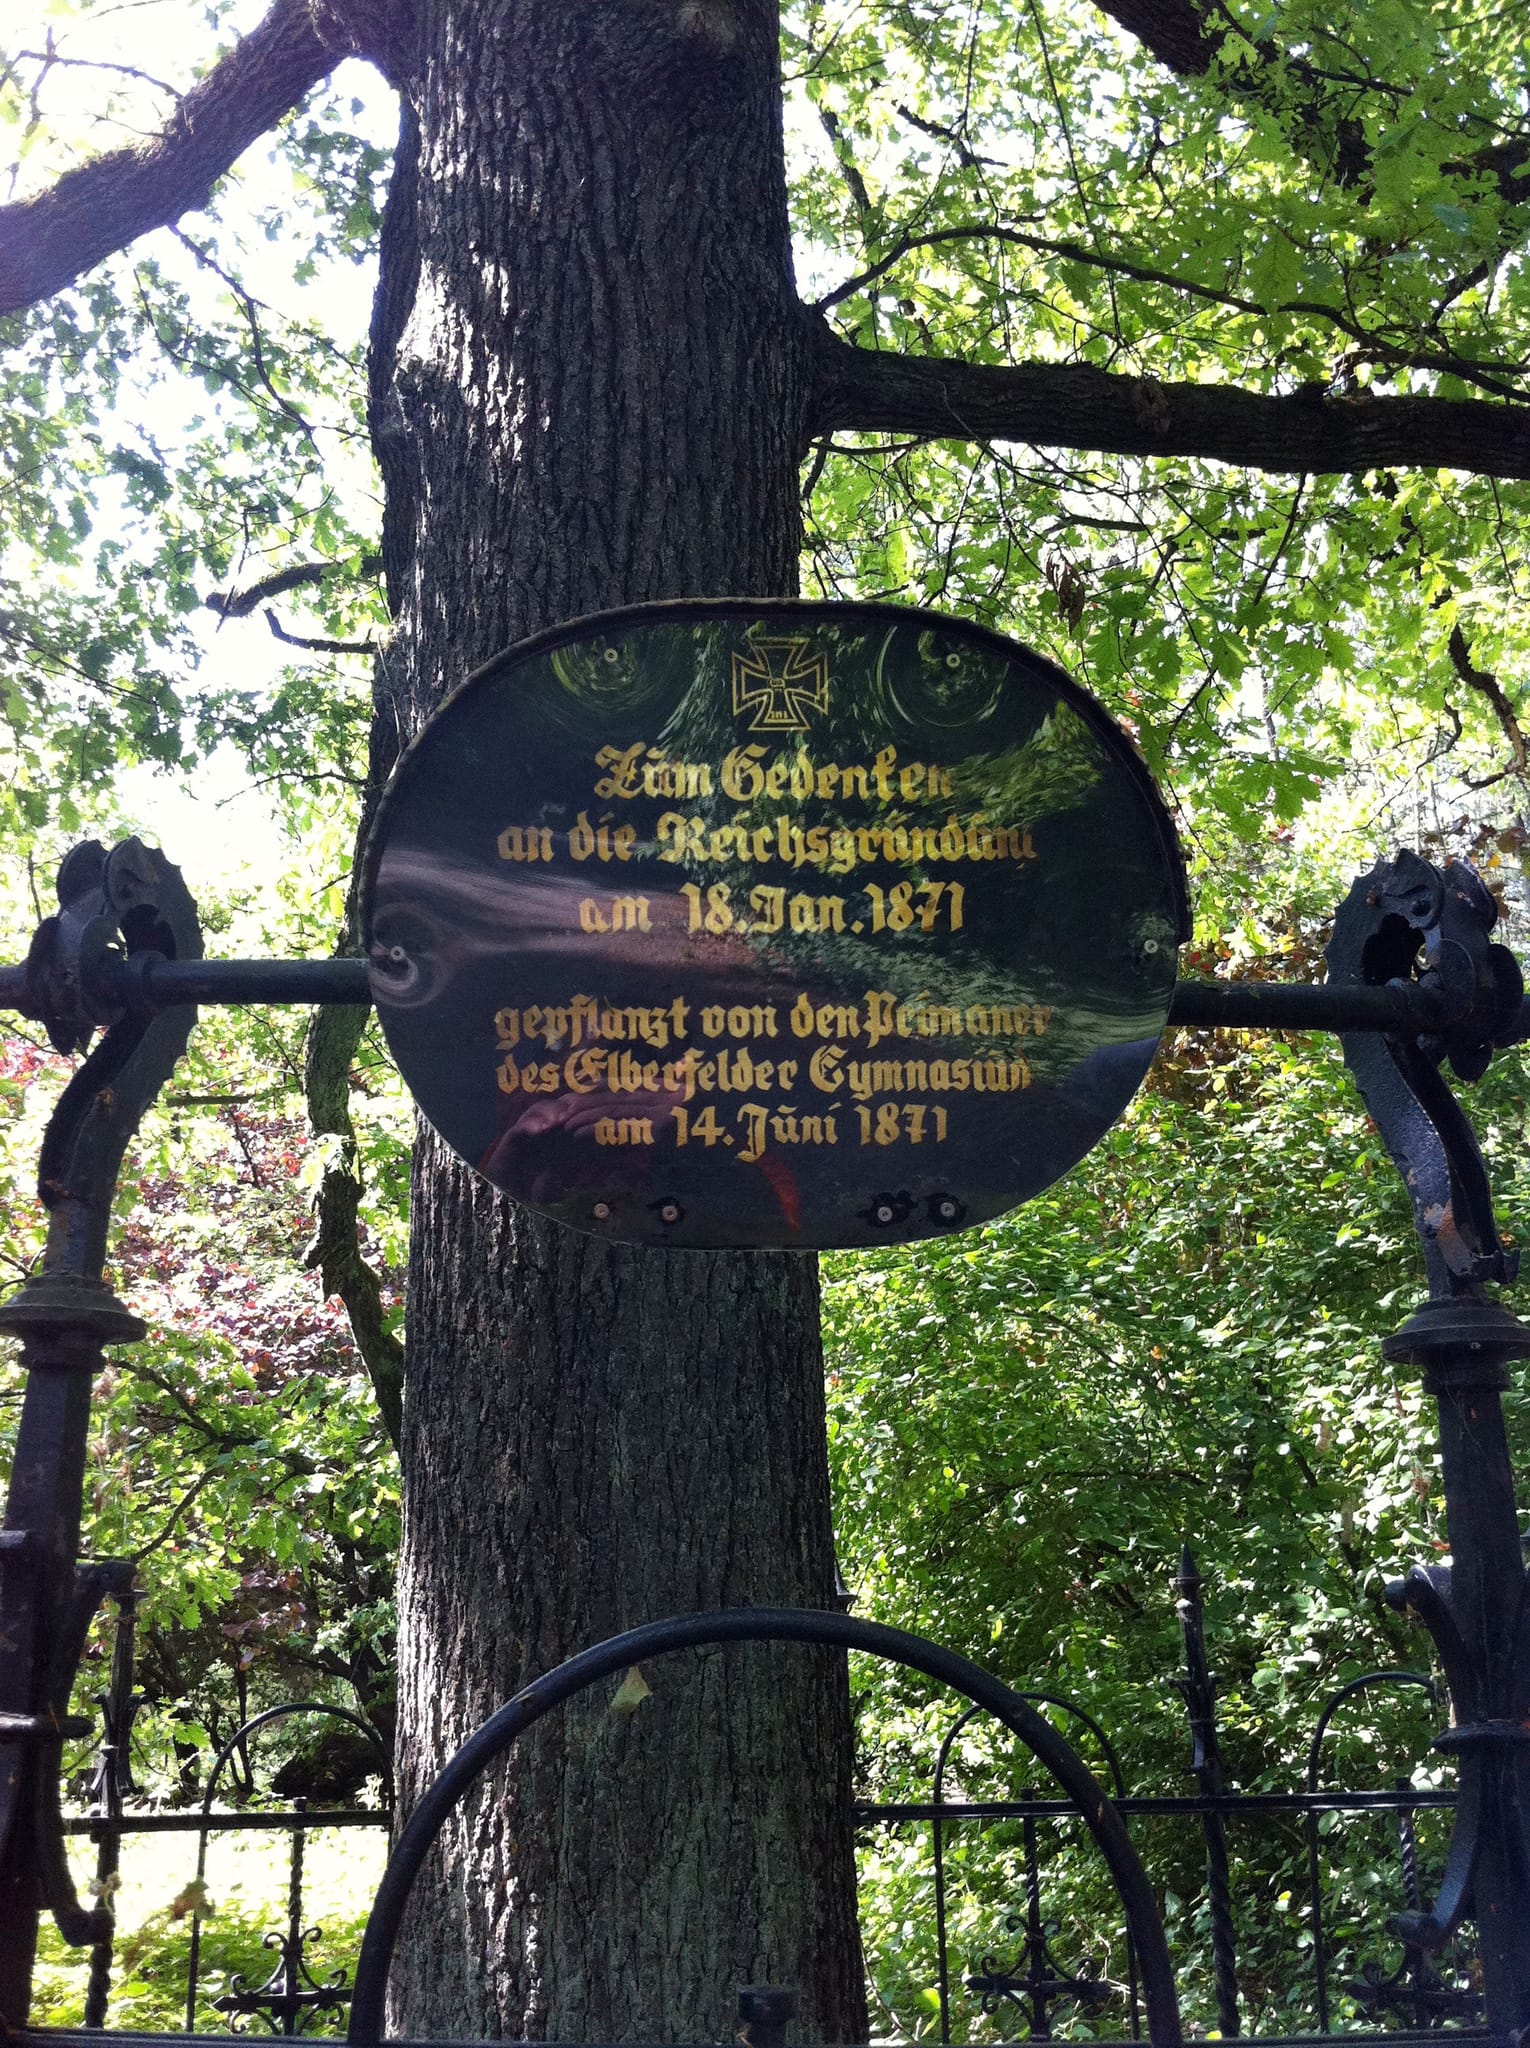 Zum Gedenken
an die Reichsgründung
am 18. Jan. 1871
gepflanzt von den Primaner
des Elberfelder Gymnasium
am 14. Juni 1871